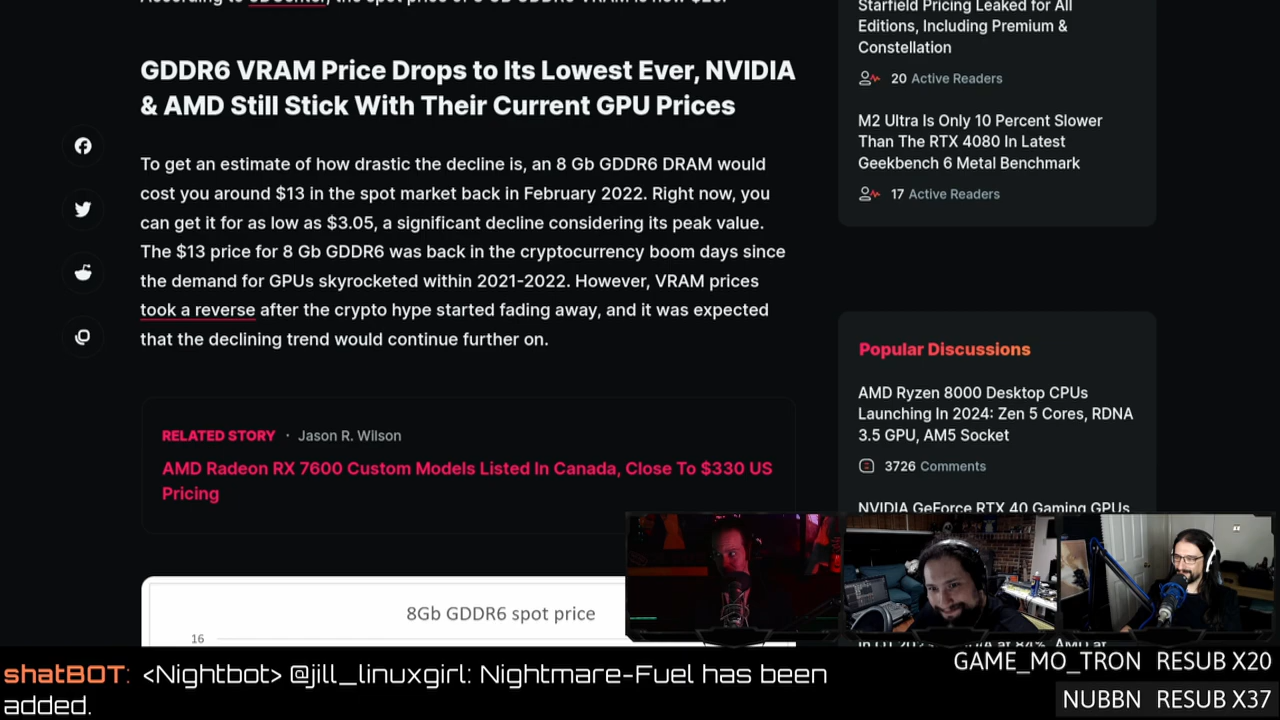 GDDR6 VRAM Price Drops to Its Lowest Ever, NVIDIA
& AMD Still Stick With Their Current GPU Prices
To get an estimate of how drastic the decline is, an 8 Gb GDDR6 DRAM would
cost you around $13 in the spot market back in February 2022. Right now, you
can get it for as low as $3.05, a significant decline considering its peak value.
The $13 price for 8 Gb GDDR6 was back in the cryptocurrency boom days since
the demand for GPUs skyrocketed within 2021-2022. However, VRAM prices
took a reverse after the crypto hype started fading away, and it was expected
that the declining trend would continue further on.
RELATED STORY · Jason R. Wilson
AMD Radeon RX 7600 Custom Models Listed In Canada, Close To $330 US
Pricing
8Gb GDDR6 spot price
16
Starfield Pricing Leaked for All
Editions, Including Premium &
Constellation
20 Active Readers
M2 Ultra Is Only 10 Percent Slower
Than The RTX 4080 In Latest
Geekbench 6 Metal Benchmark
17 Active Readers
Popular Discussions
AMD Ryzen 8000 Desktop CPUs
Launching In 2024: Zen 5 Cores, RDNA
3.5 GPU, AM5 Socket
3726 Comments
NVIDIA GeForce RTX 40 Gaming GPUs
shatBOT: <Nightbot> @jill_linuxgirl: Nightmare-Fuel has been
added.
GAME_MO_TRON RESUB X20
NUBBN RESUB X37